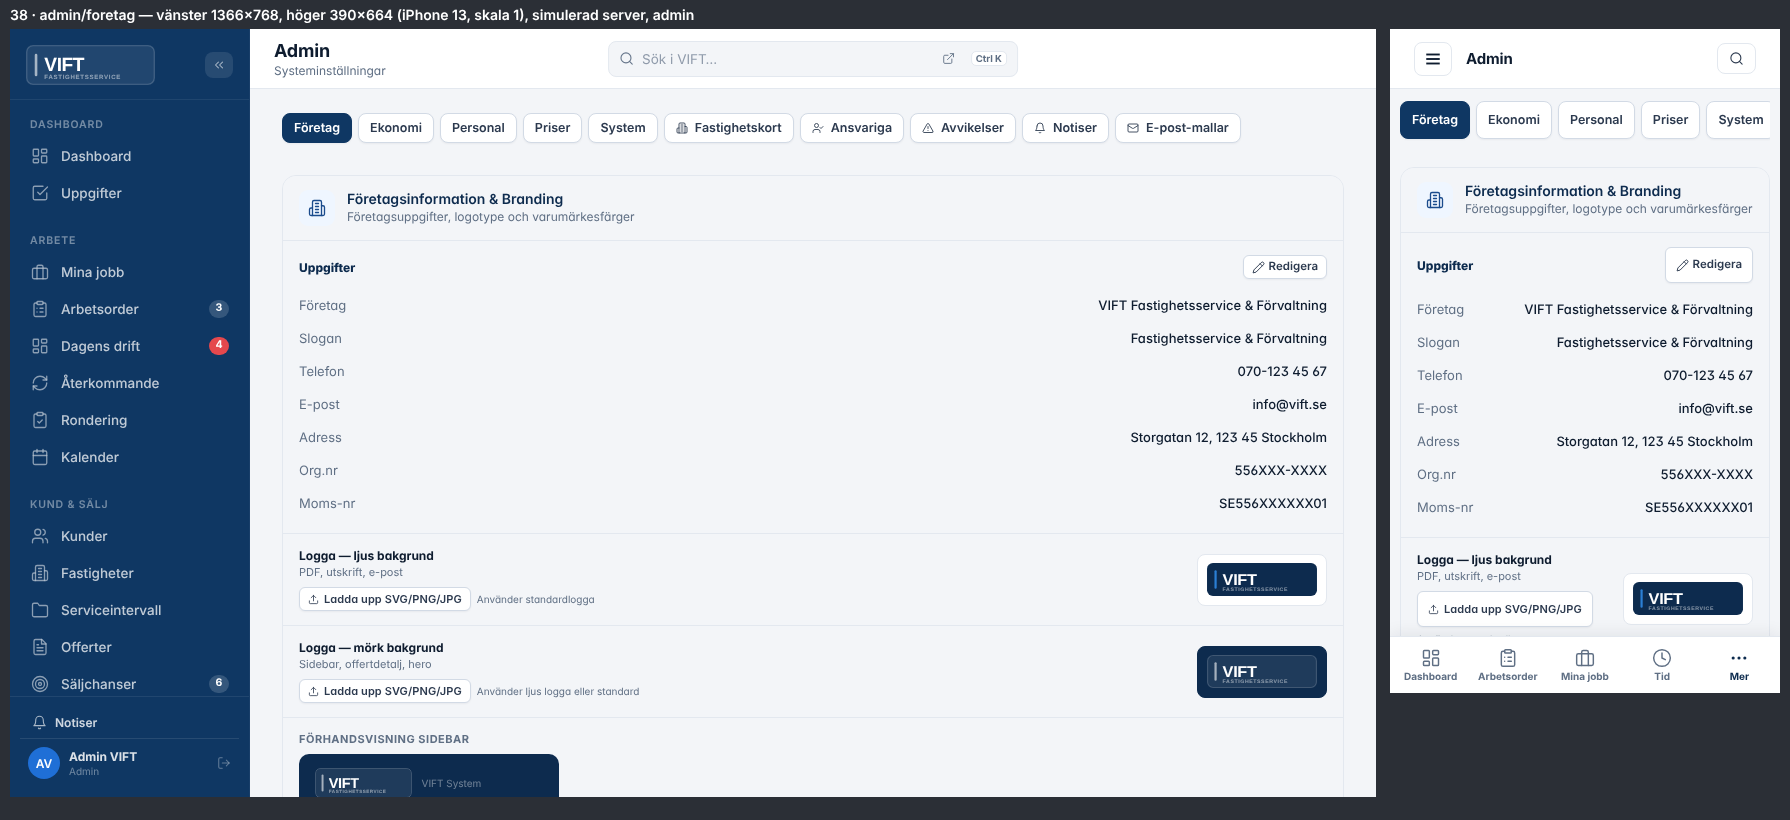 38 · admin/foretag — vänster 1366×768, höger 390×664 (iPhone 13, skala 1), simulerad server, admin
VIFT
FASTIGHETSSERVICE
DASHBOARD
Dashboard
Uppgifter
ARBETE
Mina jobb
Arbetsorder 3
Dagens drift 4
Återkommande
Rondering
Kalender
KUND & SÄLJ
Kunder
Fastigheter
Serviceintervall
Offerter
Säljchanser 6
Notiser
AV Admin VIFT
Admin
Admin
Systeminställningar
Sök i VIFT... Ctrl K
Företag Ekonomi Personal Priser System Fastighetskort Ansvariga Avvikelser Notiser E-post-mallar
Företagsinformation & Branding
Företagsuppgifter, logotype och varumärkesfärger
Uppgifter Redigera
Företag VIFT Fastighetsservice & Förvaltning
Slogan Fastighetsservice & Förvaltning
Telefon 070-123 45 67
E-post info@vift.se
Adress Storgatan 12, 123 45 Stockholm
Org.nr 556XXX-XXXX
Moms-nr SE556XXXXXX01
Logga — ljus bakgrund
PDF, utskrift, e-post
Ladda upp SVG/PNG/JPG Använder standardlogga
VIFT
FASTIGHETSSERVICE
Logga — mörk bakgrund
Sidebar, offertdetalj, hero
Ladda upp SVG/PNG/JPG Använder ljus logga eller standard
VIFT
FASTIGHETSSERVICE
FÖRHANDSVISNING SIDEBAR
VIFT
FASTIGHETSSERVICE
VIFT System
Admin
Företag Ekonomi Personal Priser System
Företagsinformation & Branding
Företagsuppgifter, logotype och varumärkesfärger
Uppgifter Redigera
Företag VIFT Fastighetsservice & Förvaltning
Slogan Fastighetsservice & Förvaltning
Telefon 070-123 45 67
E-post info@vift.se
Adress Storgatan 12, 123 45 Stockholm
Org.nr 556XXX-XXXX
Moms-nr SE556XXXXXX01
Logga — ljus bakgrund
PDF, utskrift, e-post
Ladda upp SVG/PNG/JPG
VIFT
FASTIGHETSSERVICE
Dashboard Arbetsorder Mina jobb Tid Mer